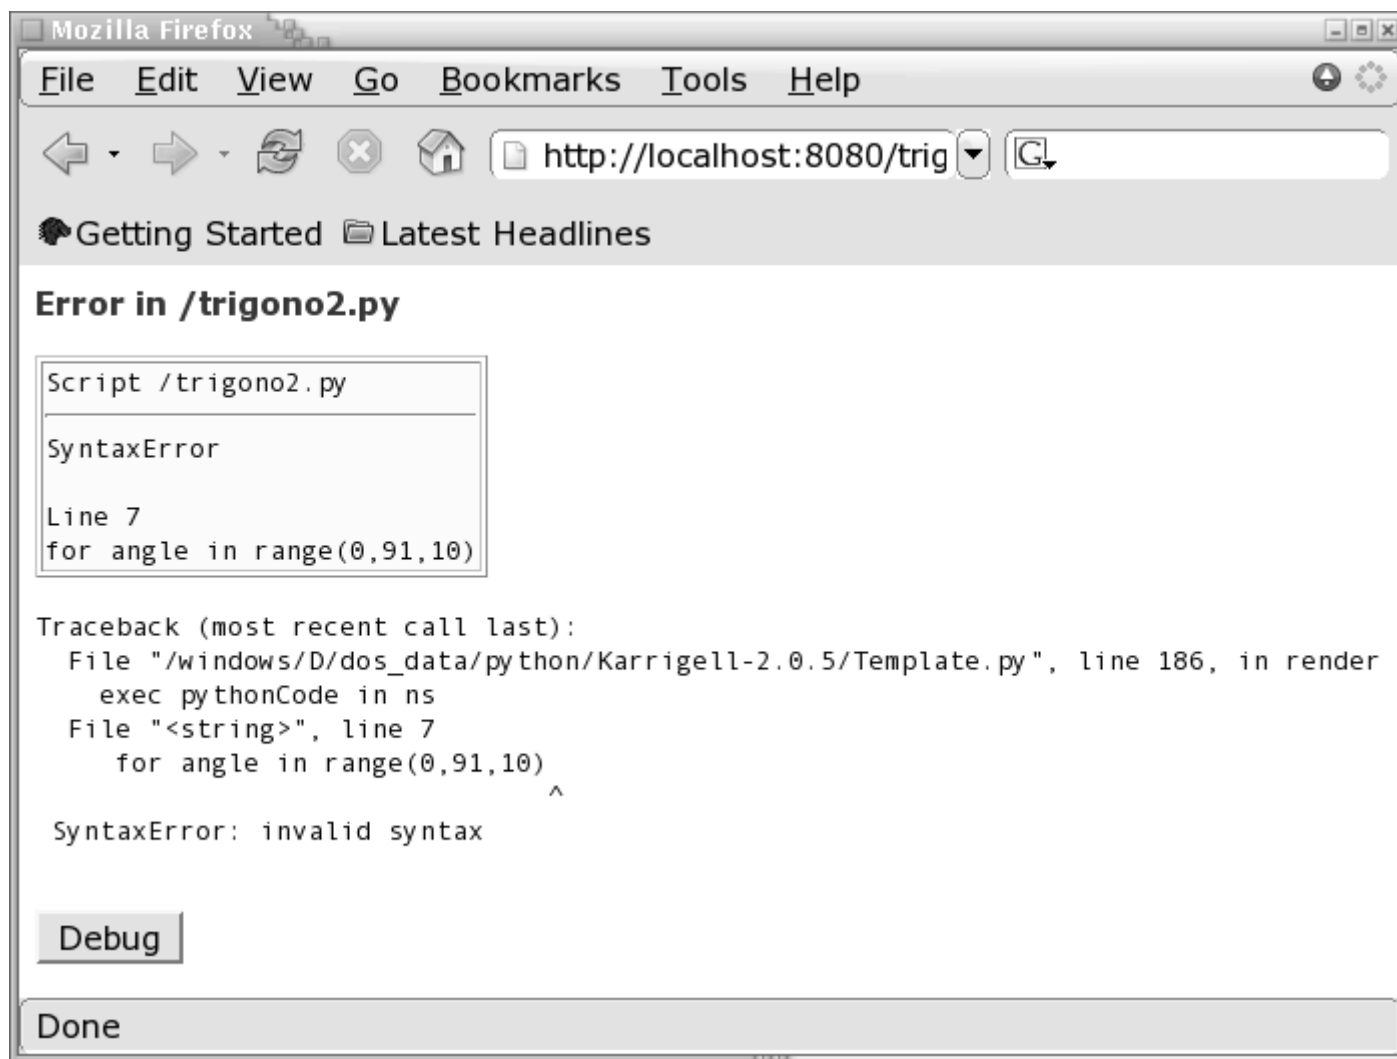 Mozilla Firefox
File Edit View Go Bookmarks Tools Help
http://localhost:8080/trig G
Getting Started Latest Headlines
Error in /trigono2.py
Script /trigono2.py
SyntaxError
Line 7
for angle in range(0,91,10)
Traceback (most recent call last):
File "/windows/D/dos_data/python/Karrigell-2.0.5/Template.py", line 186, in render
exec pythonCode in ns
File "<string>", line 7
for angle in range(0,91,10)
^
SyntaxError: invalid syntax
Debug
Done